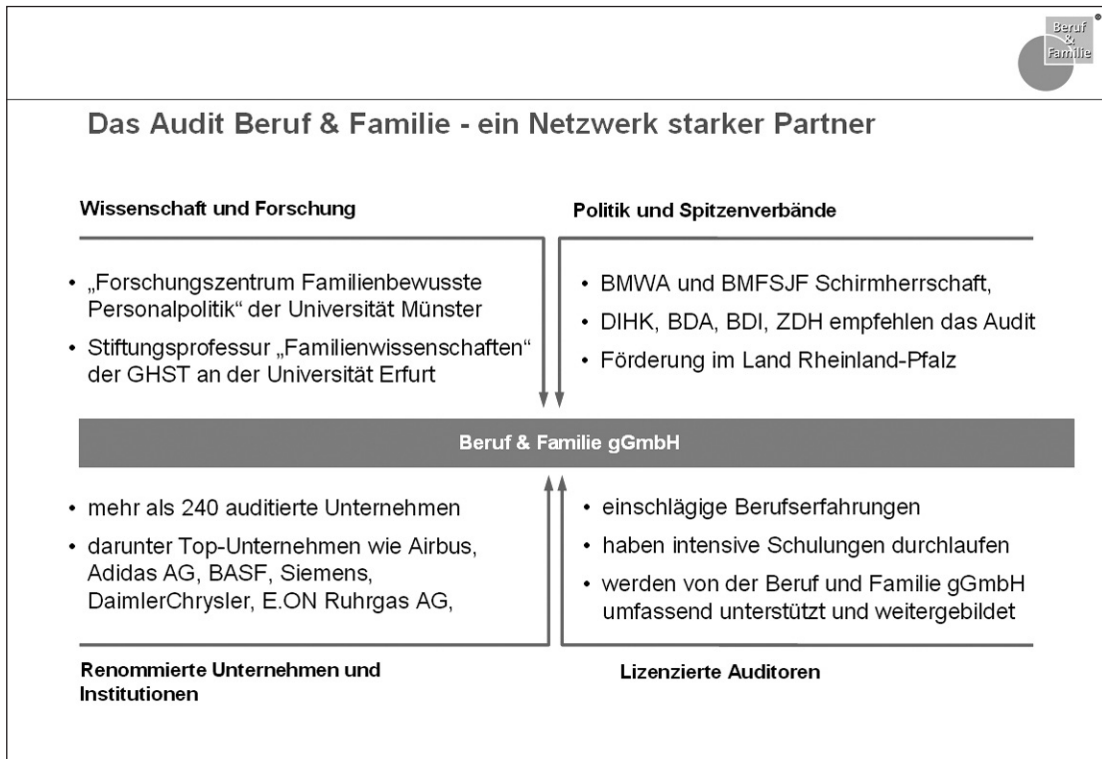 Beruf
&
Familie
®
Das Audit Beruf & Familie - ein Netzwerk starker Partner
Wissenschaft und Forschung
• „Forschungszentrum Familienbewusste
Personalpolitik“ der Universität Münster
• Stiftungsprofessur „Familienwissenschaften“
der GHST an der Universität Erfurt
Politik und Spitzenverbände
• BMWA und BMFSJF Schirmherrschaft,
• DIHK, BDA, BDI, ZDH empfehlen das Audit
• Förderung im Land Rheinland-Pfalz
Beruf & Familie gGmbH
• mehr als 240 auditierte Unternehmen
• darunter Top-Unternehmen wie Airbus,
Adidas AG, BASF, Siemens,
DaimlerChrysler, E.ON Ruhrgas AG,
Renommierte Unternehmen und
Institutionen
• einschlägige Berufserfahrungen
• haben intensive Schulungen durchlaufen
• werden von der Beruf und Familie gGmbH
umfassend unterstützt und weitergebildet
Lizenzierte Auditoren